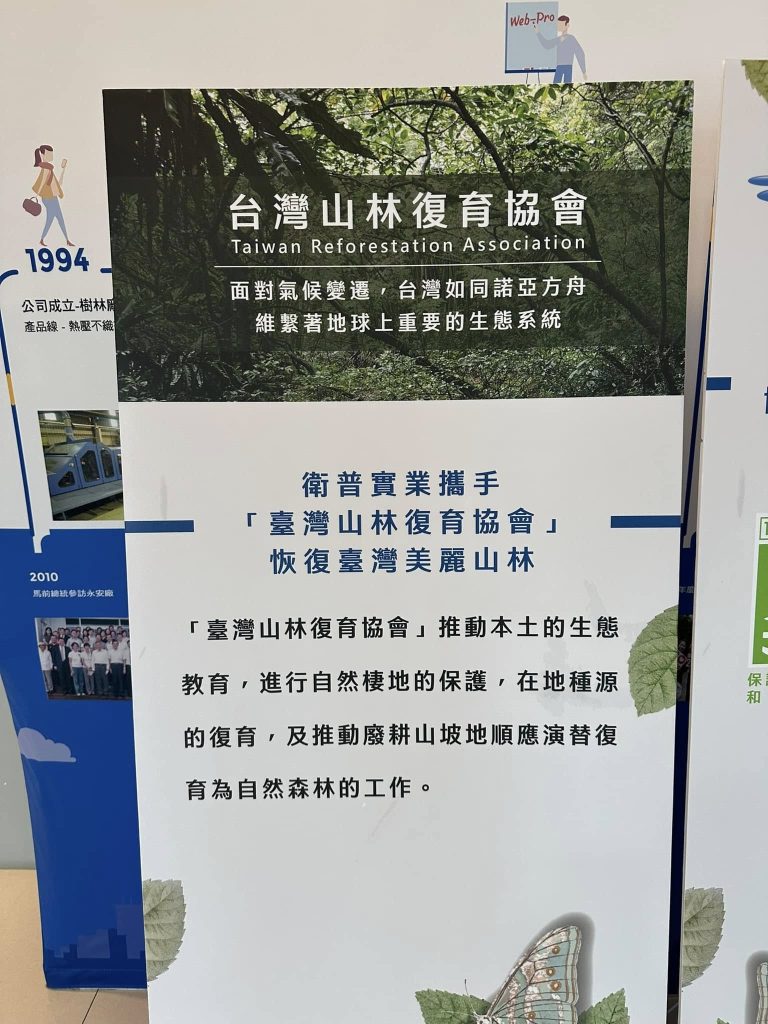 Web-Pro
台灣山林復育協會
Taiwan Reforestation Association
面對氣候變遷，台灣如同諾亞方舟
維繫著地球上重要的生態系統
1994
公司成立-樹林廠
產品線 - 熱壓不織
衛普實業攜手
「臺灣山林復育協會」
恢復臺灣美麗山林
2010
馬前總統參訪永安廠
「臺灣山林復育協會」推動本土的生態
教育，進行自然棲地的保護，在地種源
的復育，及推動廢耕山坡地順應演替復
育為自然森林的工作。
和